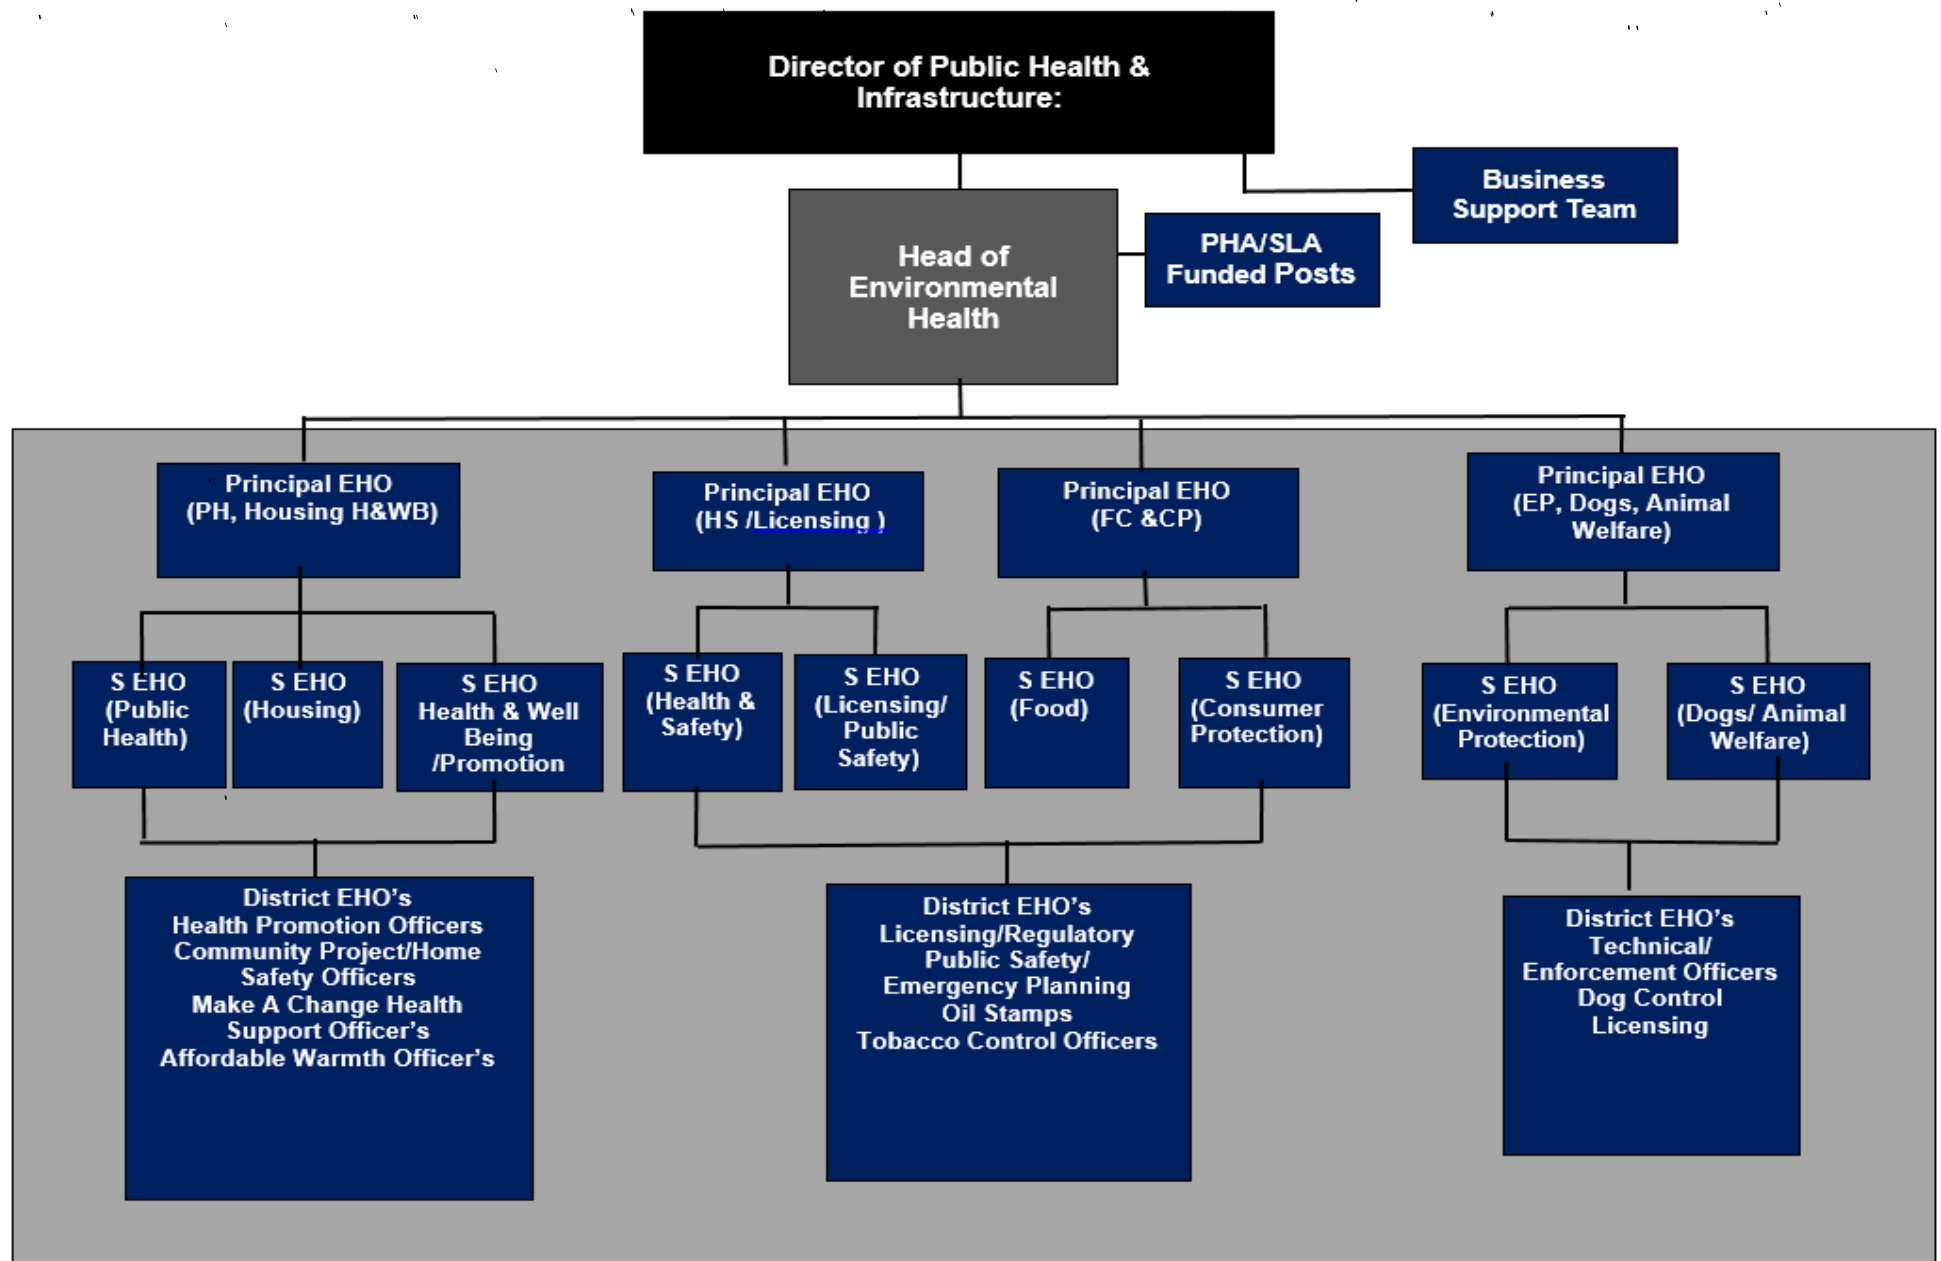 Director of Public Health &
Infrastructure:
Business
Support Team
PHA/SLA
Funded Posts
Head of
Environmental
Health
Principal EHO
(PH, Housing H&WB)
Principal EHO
(HS /Licensing )
Principal EHO
(FC &CP)
Principal EHO
(EP, Dogs, Animal
Welfare)
S EHO
(Public
Health)
S EHO
(Housing)
S EHO
Health & Well
Being
/Promotion
S EHO
(Health &
Safety)
S EHO
(Licensing/
Public
Safety)
S EHO
(Food)
S EHO
(Consumer
Protection)
S EHO
(Environmental
Protection)
S EHO
(Dogs/ Animal
Welfare)
District EHO’s
Health Promotion Officers
Community Project/Home
Safety Officers
Make A Change Health
Support Officer’s
Affordable Warmth Officer’s
District EHO’s
Licensing/Regulatory
Public Safety/
Emergency Planning
Oil Stamps
Tobacco Control Officers
District EHO’s
Technical/
Enforcement Officers
Dog Control
Licensing